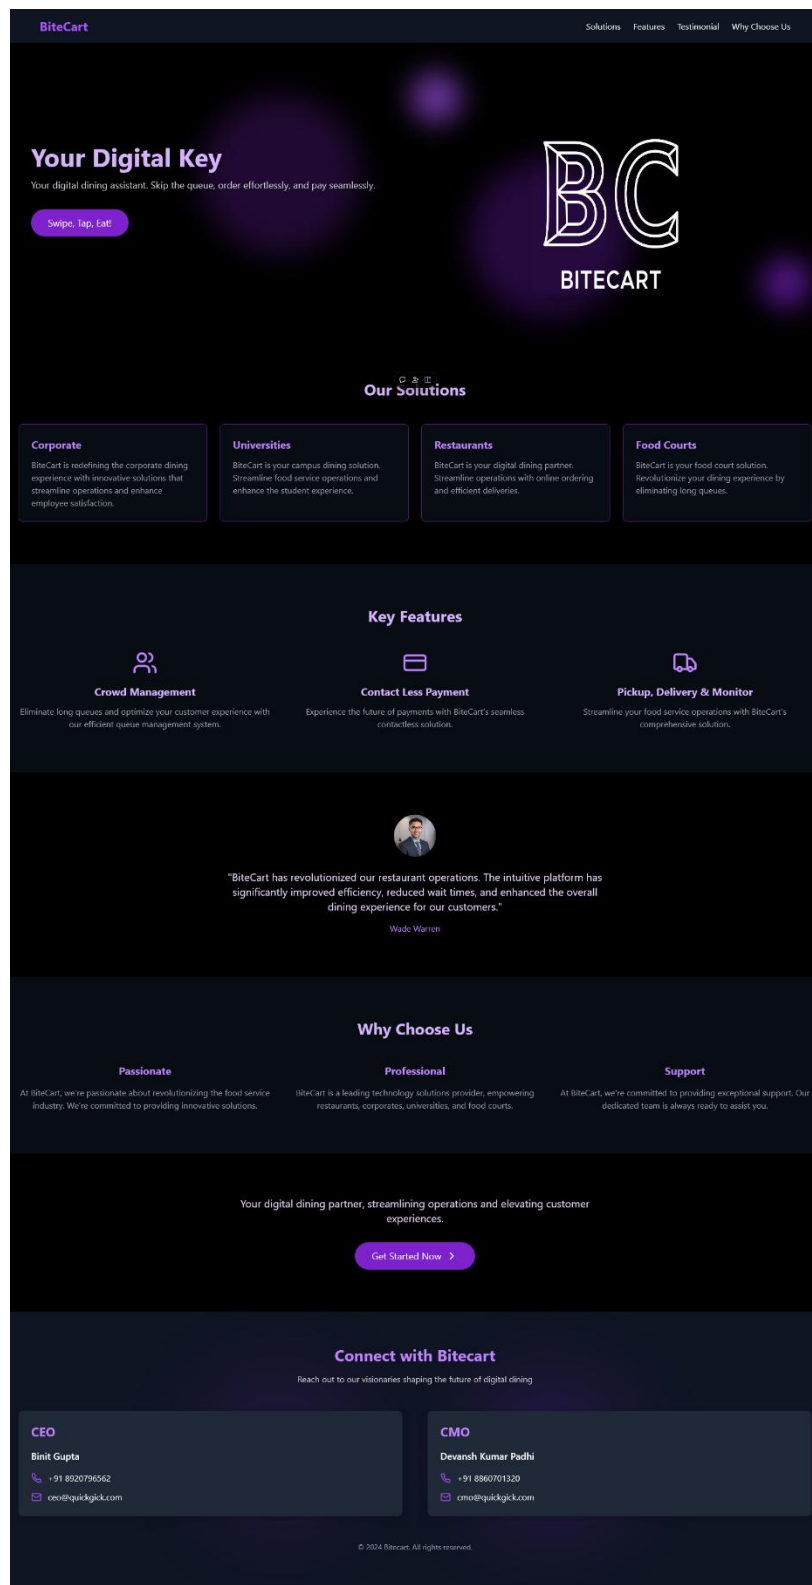 BiteCart
Solutions Features Testimonial Why Choose Us
Your Digital Key
Your digital dining assistant. Skip the queue, order effortlessly, and pay seamlessly.
Swipe, Tap, Eat!
BC
BITECART
Our Solutions
Corporate
BiteCart is redefining the corporate dining
experience with innovative solutions that
streamline operations and enhance
employee satisfaction.
Universities
BiteCart is your campus dining solution.
Streamline food service operations and
enhance the student experience.
Restaurants
BiteCart is your digital dining partner.
Streamline operations with online ordering
and efficient deliveries.
Food Courts
BiteCart is your food court solution.
Revolutionize your dining experience by
eliminating long queues.
Key Features
Crowd Management
Eliminate long queues and optimize your customer experience with
our efficient queue management system.
Contact Less Payment
Experience the future of payments with BiteCart's seamless
contactless solution.
Pickup, Delivery & Monitor
Streamline your food service operations with BiteCart's
comprehensive solution.
"BiteCart has revolutionized our restaurant operations. The intuitive platform has
significantly improved efficiency, reduced wait times, and enhanced the overall
dining experience for our customers."
Wade Warren
Why Choose Us
Passionate
At BiteCart, we're passionate about revolutionizing the food service
industry. We're committed to providing innovative solutions.
Professional
BiteCart is a leading technology solutions provider, empowering
restaurants, corporates, universities, and food courts.
Support
At BiteCart, we're committed to providing exceptional support. Our
dedicated team is always ready to assist you.
Your digital dining partner, streamlining operations and elevating customer
experiences.
Get Started Now
Connect with Bitecart
Reach out to our visionaries shaping the future of digital dining
CEO
Binit Gupta
+91 8920796562
ceo@quickgick.com
CMO
Devansh Kumar Padhi
+91 8860701320
cmo@quickgick.com
© 2024 Bitecart. All rights reserved.